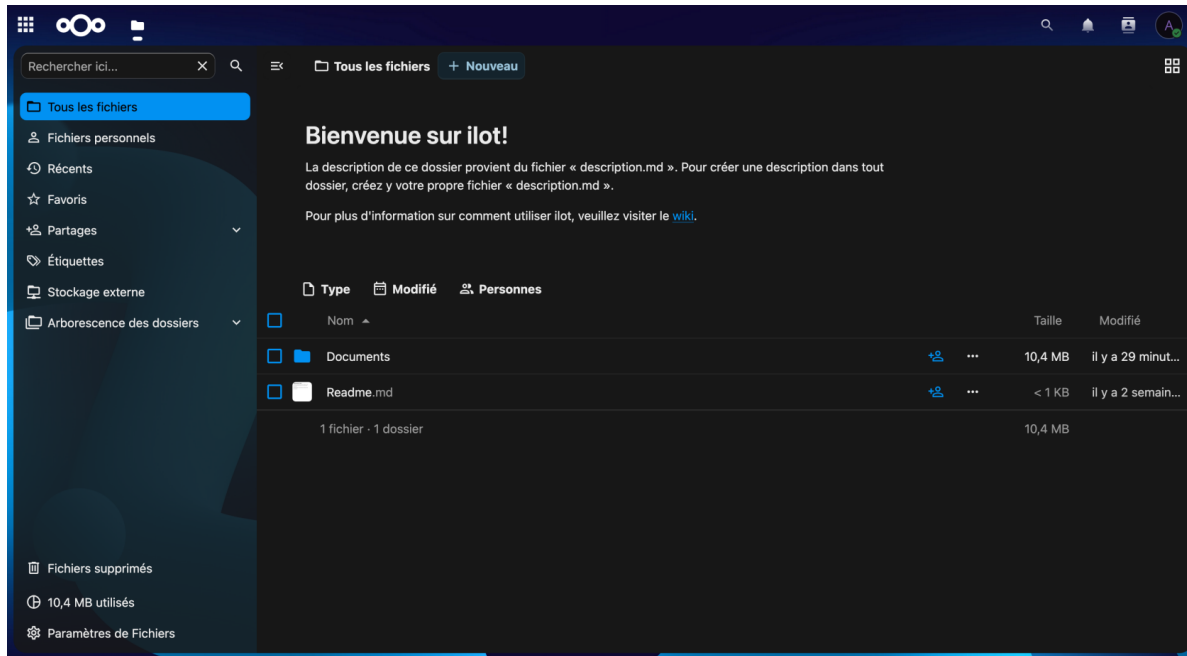 A
Rechercher ici...
Tous les fichiers
+ Nouveau
Tous les fichiers
Fichiers personnels
Récents
Favoris
Partages
Étiquettes
Stockage externe
Arborescence des dossiers
Bienvenue sur ilot!
La description de ce dossier provient du fichier « description.md ». Pour créer une description dans tout
dossier, créez y votre propre fichier « description.md ».
Pour plus d'information sur comment utiliser ilot, veuillez visiter le wiki.
Type Modifié Personnes
Nom Taille Modifié
Documents 10,4 MB il y a 29 minut...
Readme.md < 1 KB il y a 2 semain...
1 fichier · 1 dossier 10,4 MB
Fichiers supprimés
10,4 MB utilisés
Paramètres de Fichiers